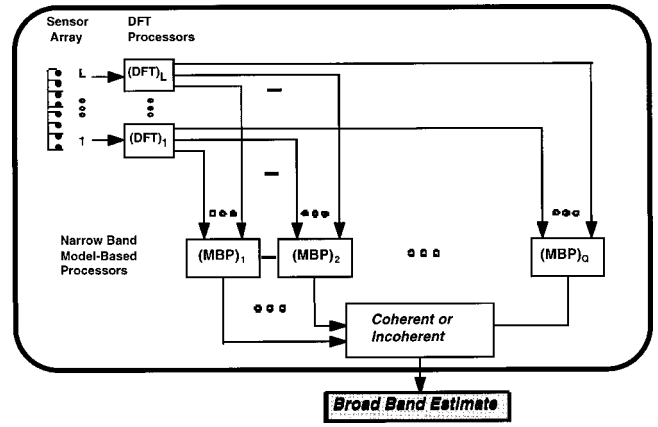 Sensor Array
DFT Processors
L
(DFT)L
1
(DFT)1
Narrow Band
Model-Based
Processors
(MBP)1
(MBP)2
(MBP)Q
Coherent or
Incoherent
Broad Band Estimate